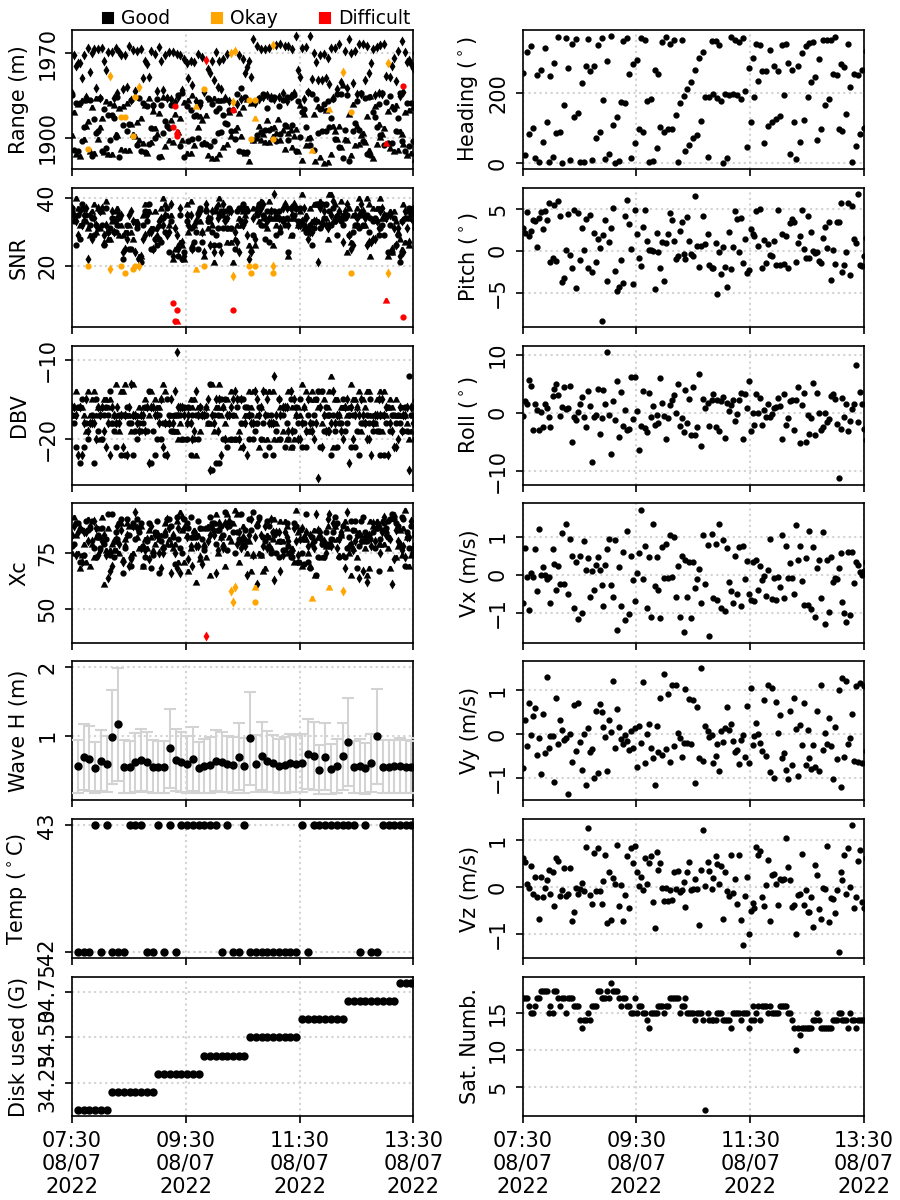 Good Okay Difficult
Range (m)
1970
1900
Heading (°)
200
0
SNR
40
20
Pitch (°)
5
0
−5
DBV
−10
−20
Roll (°)
10
0
−10
Xc
75
50
Vx (m/s)
1
0
−1
Wave H (m)
2
1
Vy (m/s)
1
0
−1
Temp (°C)
43
42
Vz (m/s)
1
0
−1
Disk used (G)
34.75
34.50
34.25
Sat. Numb.
15
10
5
07:30 09:30 11:30 13:30
08/07 08/07 08/07 08/07
2022 2022 2022 2022
07:30 09:30 11:30 13:30
08/07 08/07 08/07 08/07
2022 2022 2022 2022